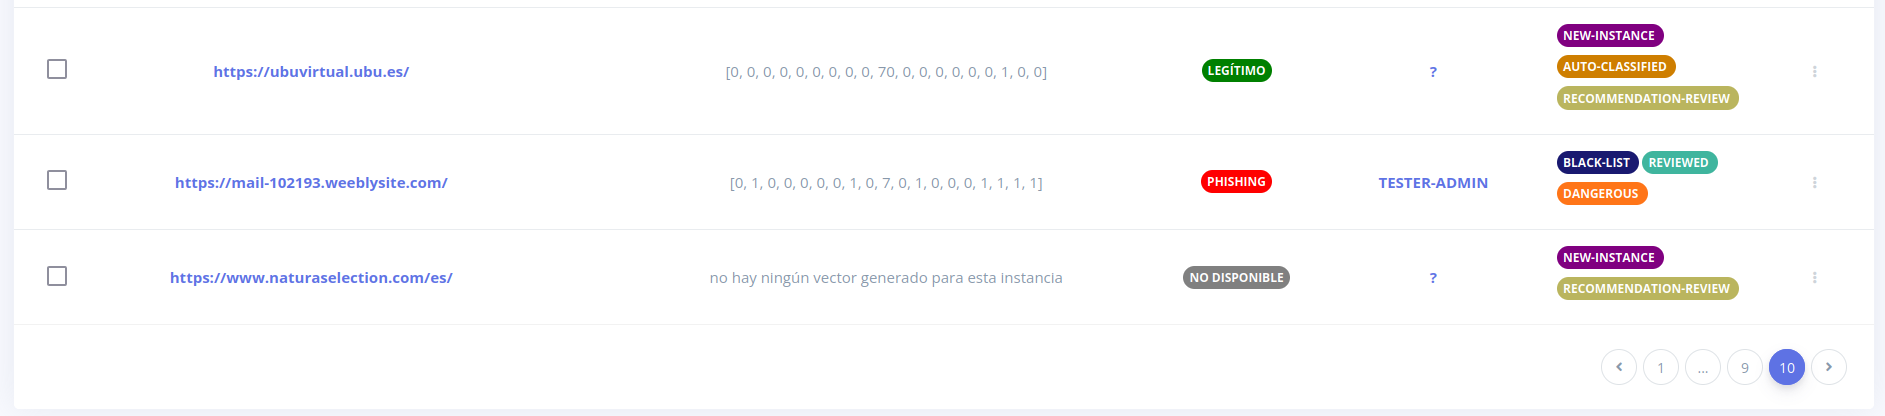 NEW-INSTANCE
https://ubuvirtual.ubu.es/ [0, 0, 0, 0, 0, 0, 0, 0, 0, 70, 0, 0, 0, 0, 0, 0, 1, 0, 0] LEGÍTIMO ? AUTO-CLASSIFIED
RECOMMENDATION-REVIEW
BLACK-LIST REVIEWED
https://mail-102193.weeblysite.com/ [0, 1, 0, 0, 0, 0, 0, 1, 0, 7, 0, 1, 0, 0, 0, 1, 1, 1, 1] PHISHING TESTER-ADMIN
DANGEROUS
NEW-INSTANCE
https://www.naturaselection.com/es/ no hay ningún vector generado para esta instancia NO DISPONIBLE ?
RECOMMENDATION-REVIEW
1 ... 9 10